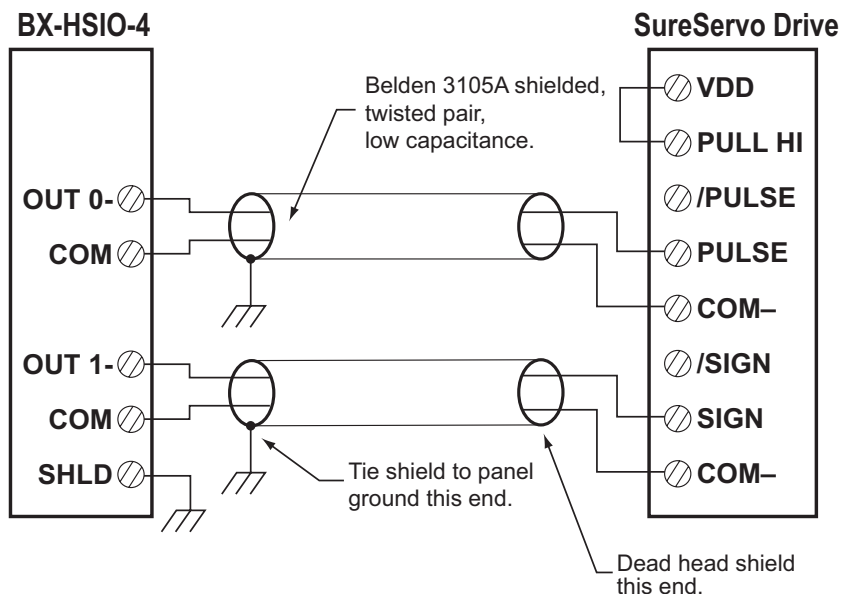 BX-HSIO-4
SureServo Drive
Belden 3105A shielded,
twisted pair,
low capacitance.
OUT 0-
COM
OUT 1-
COM
SHLD
VDD
PULL HI
/PULSE
PULSE
COM–
/SIGN
SIGN
COM–
Tie shield to panel
ground this end.
Dead head shield
this end.